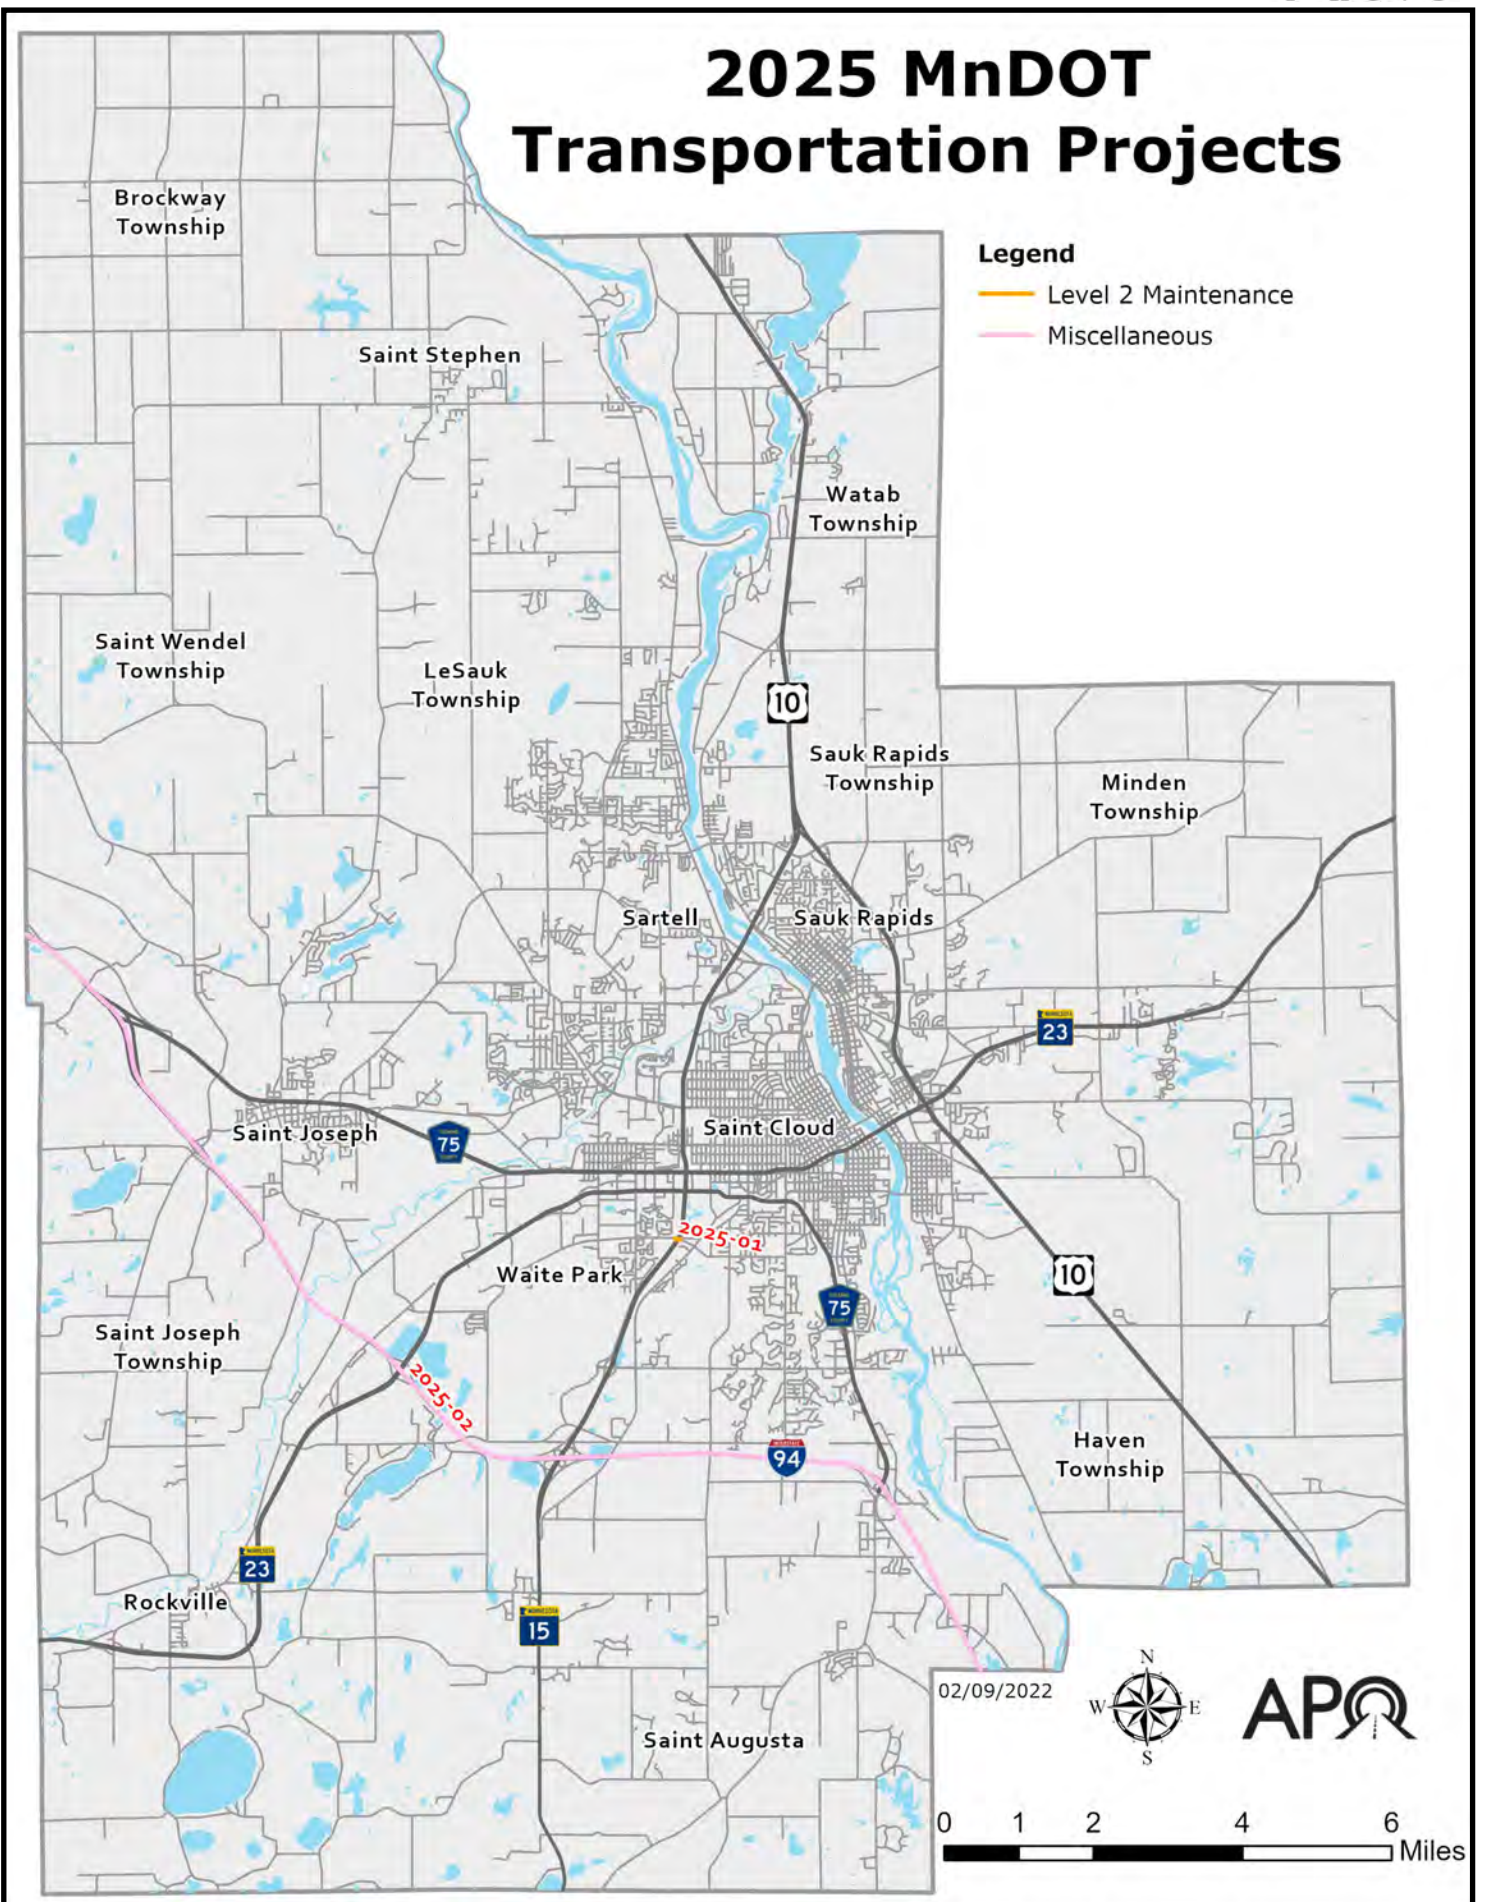 2025 MnDOT
Transportation Projects
Legend
Level 2 Maintenance
Miscellaneous
Brockway
Township
Saint Stephen
Watab
Township
Saint Wendel
Township
LeSauk
Township
10
Sauk Rapids
Township
Minden
Township
Sartell
Sauk Rapids
MINNESOTA
23
Saint Joseph
75
Saint Cloud
2025-01
Waite Park
75
10
Saint Joseph
Township
2025-02
94
Haven
Township
MINNESOTA
23
Rockville
MINNESOTA
15
02/09/2022
N
W
E
S
APO
Saint Augusta
0 1 2 4 6
Miles